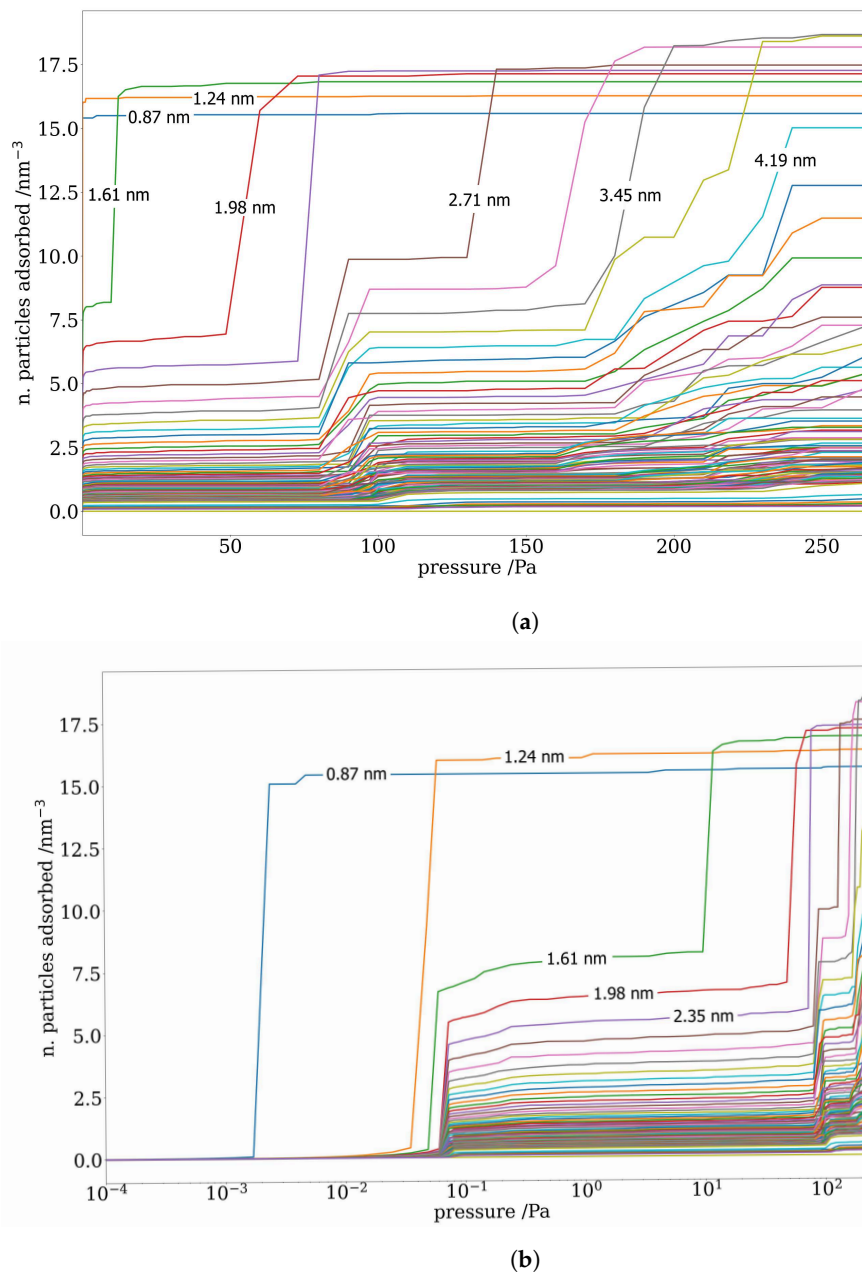 17.5
1.24 nm
15.0
0.87 nm
4.19 nm
12.5
1.61 nm
1.98 nm
2.71 nm
3.45 nm
10.0
7.5
5.0
2.5
0.0
n. particles adsorbed /nm⁻³
50 100 150 200 250
pressure /Pa
(a)
17.5
1.24 nm
15.0
0.87 nm
12.5
10.0
1.61 nm
7.5
1.98 nm
2.35 nm
5.0
2.5
0.0
n. particles adsorbed /nm⁻³
10⁻⁴ 10⁻³ 10⁻² 10⁻¹ 10⁰ 10¹ 10²
pressure /Pa
(b)